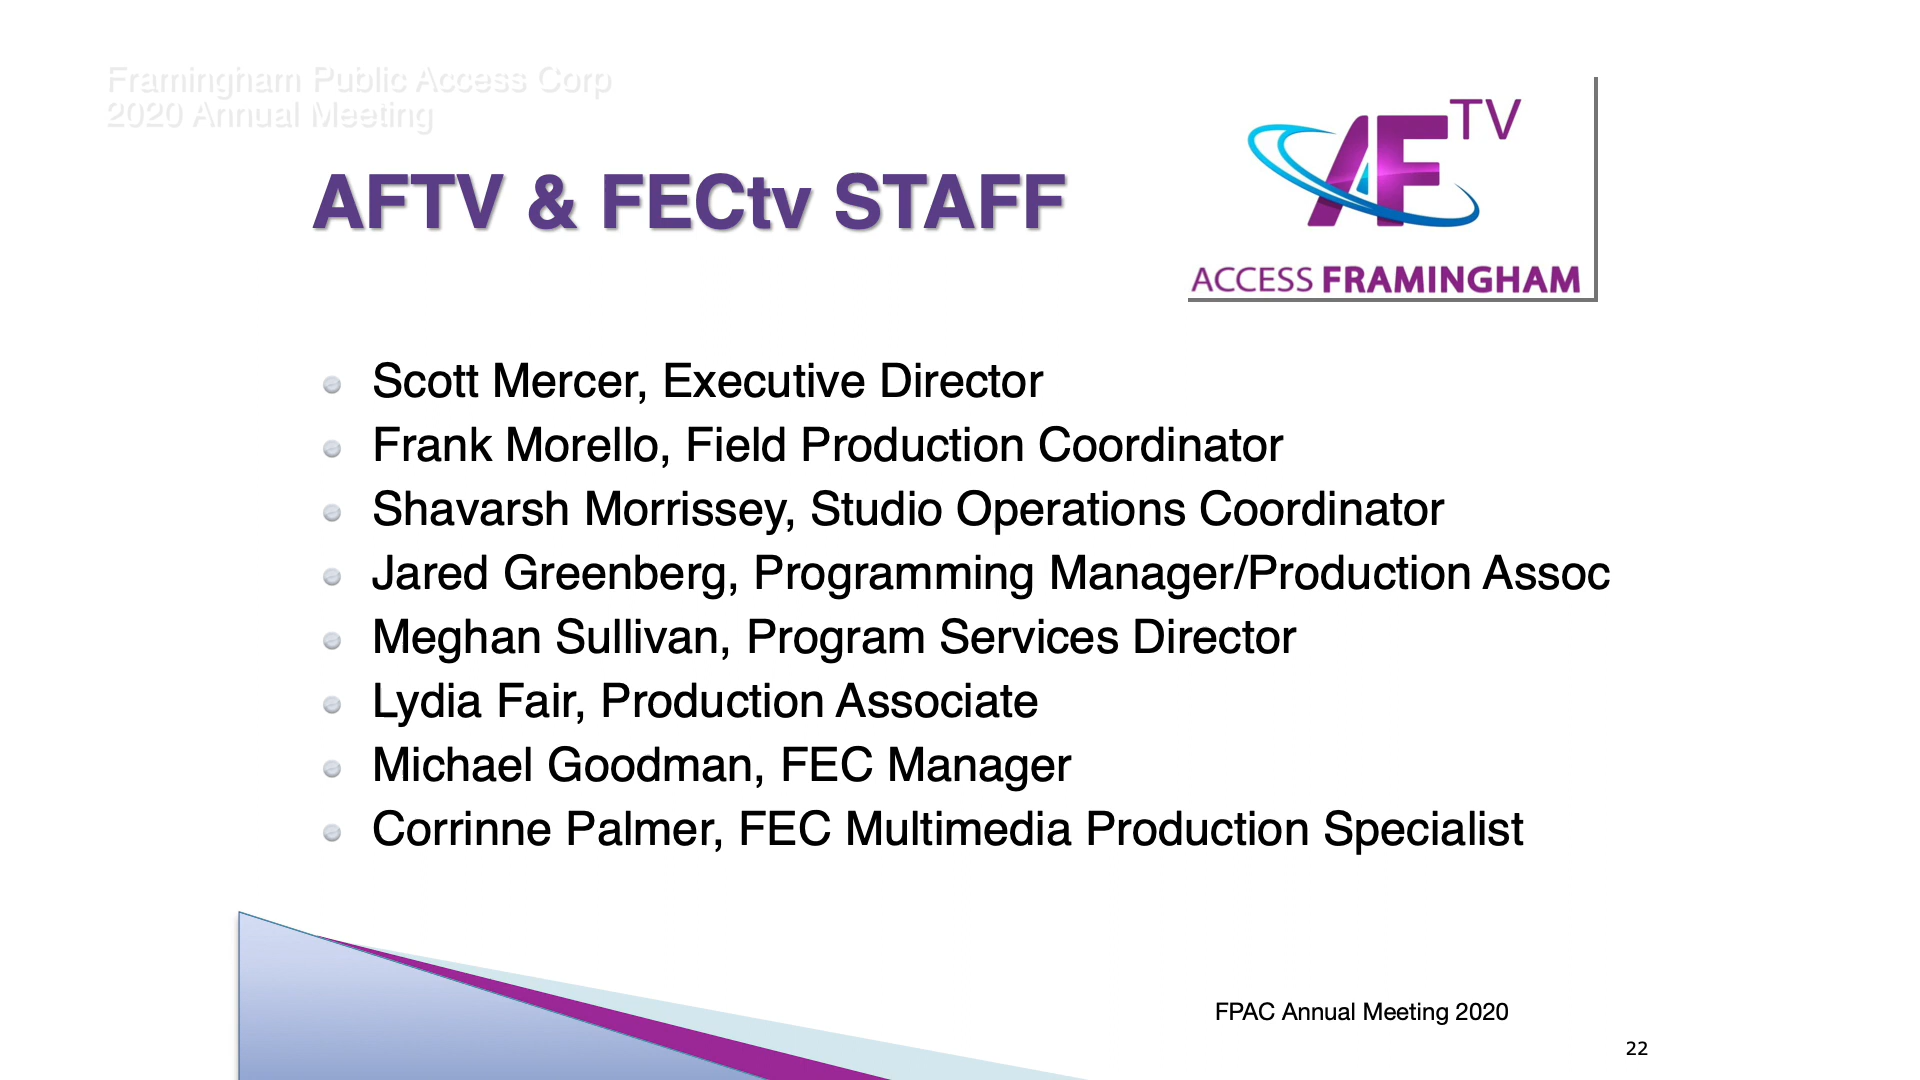 Framingham Public Access Corp
2020 Annual Meeting
AFTV & FECtv STAFF
AF TV
ACCESS FRAMINGHAM
Scott Mercer, Executive Director
Frank Morello, Field Production Coordinator
Shavarsh Morrissey, Studio Operations Coordinator
Jared Greenberg, Programming Manager/Production Assoc
Meghan Sullivan, Program Services Director
Lydia Fair, Production Associate
Michael Goodman, FEC Manager
Corrinne Palmer, FEC Multimedia Production Specialist
FPAC Annual Meeting 2020
22